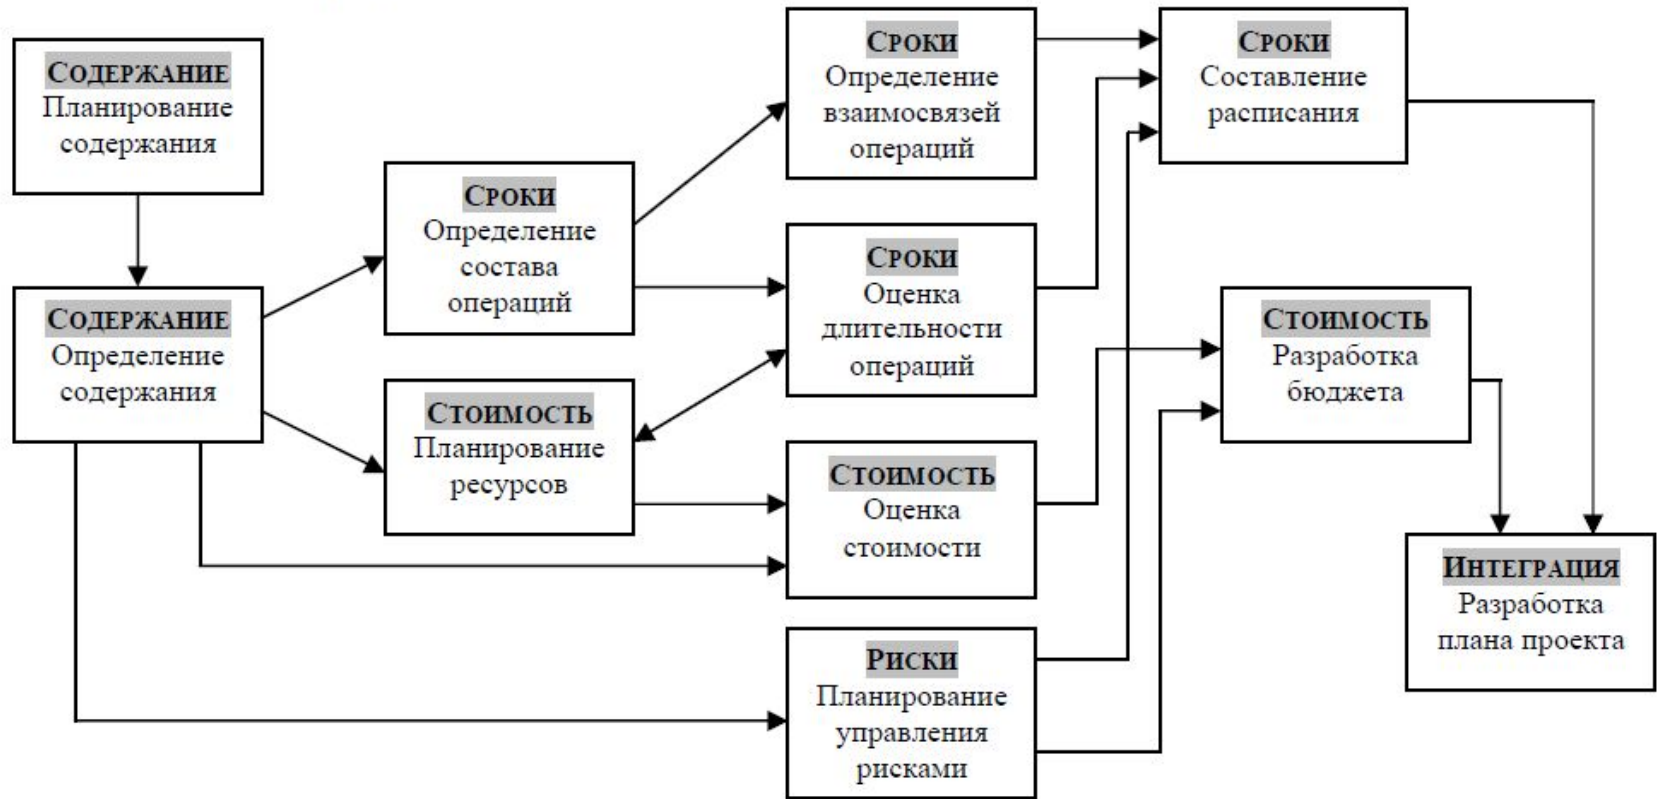 СОДЕРЖАНИЕ
Планирование
содержания
СОДЕРЖАНИЕ
Определение
содержания
СРОКИ
Определение
состава
операций
СТОИМОСТЬ
Планирование
ресурсов
СРОКИ
Определение
взаимосвязей
операций
СРОКИ
Оценка
длительности
операций
СТОИМОСТЬ
Оценка
стоимости
РИСКИ
Планирование
управления
рисками
СРОКИ
Составление
расписания
СТОИМОСТЬ
Разработка
бюджета
ИНТЕГРАЦИЯ
Разработка
плана проекта